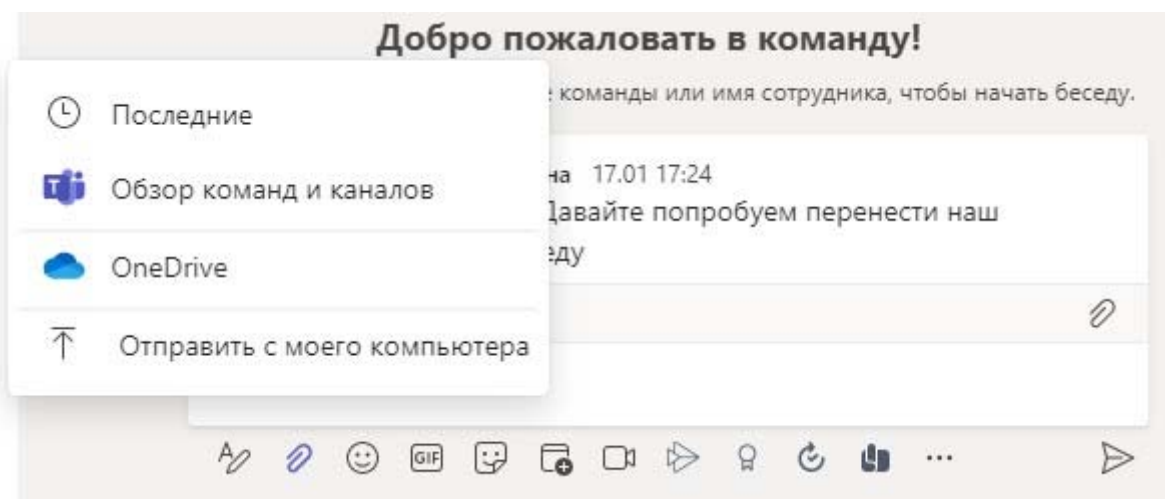 Добро пожаловать в команду!
команды или имя сотрудника, чтобы начать беседу.
Последние
Обзор команд и каналов
OneDrive
Отправить с моего компьютера
на 17.01 17:24
Давайте попробуем перенести наш
еду
GIF